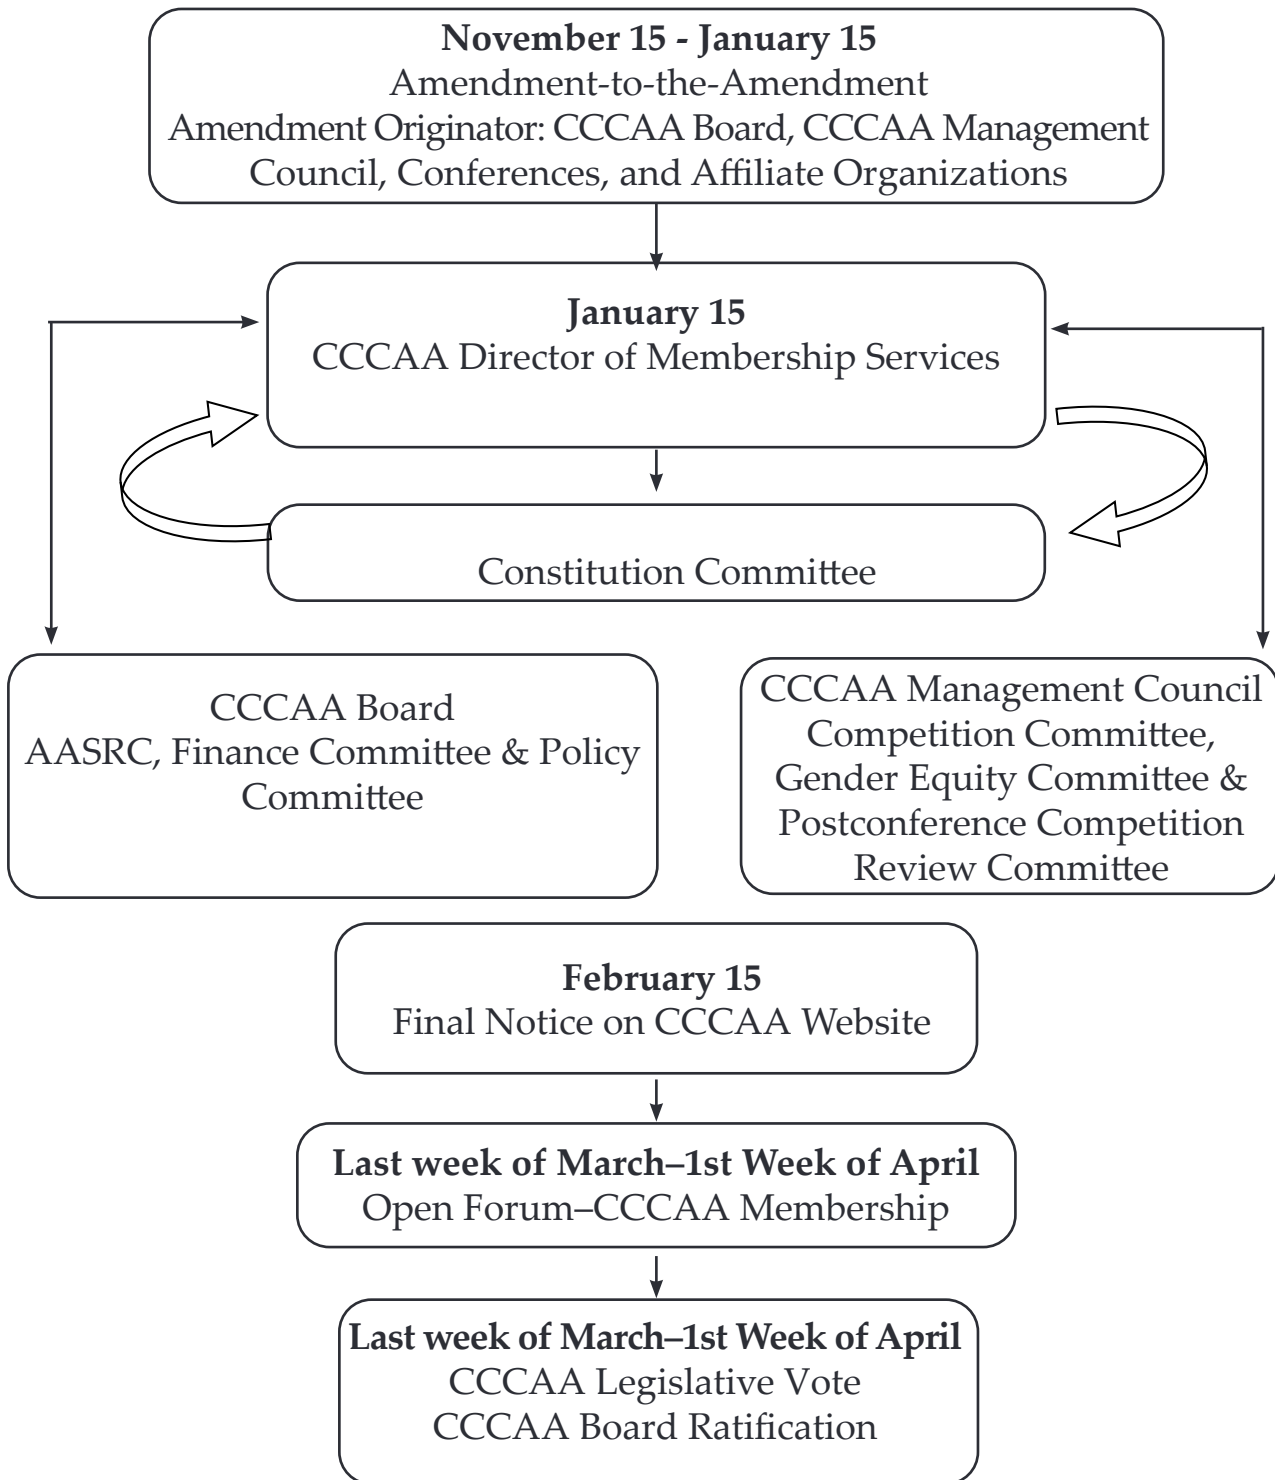 November 15 - January 15
Amendment-to-the-Amendment
Amendment Originator: CCCAA Board, CCCAA Management
Council, Conferences, and Affiliate Organizations
January 15
CCCAA Director of Membership Services
Constitution Committee
CCCAA Board
AASRC, Finance Committee & Policy
Committee
CCCAA Management Council
Competition Committee,
Gender Equity Committee &
Postconference Competition
Review Committee
February 15
Final Notice on CCCAA Website
Last week of March–1st Week of April
Open Forum–CCCAA Membership
Last week of March–1st Week of April
CCCAA Legislative Vote
CCCAA Board Ratification